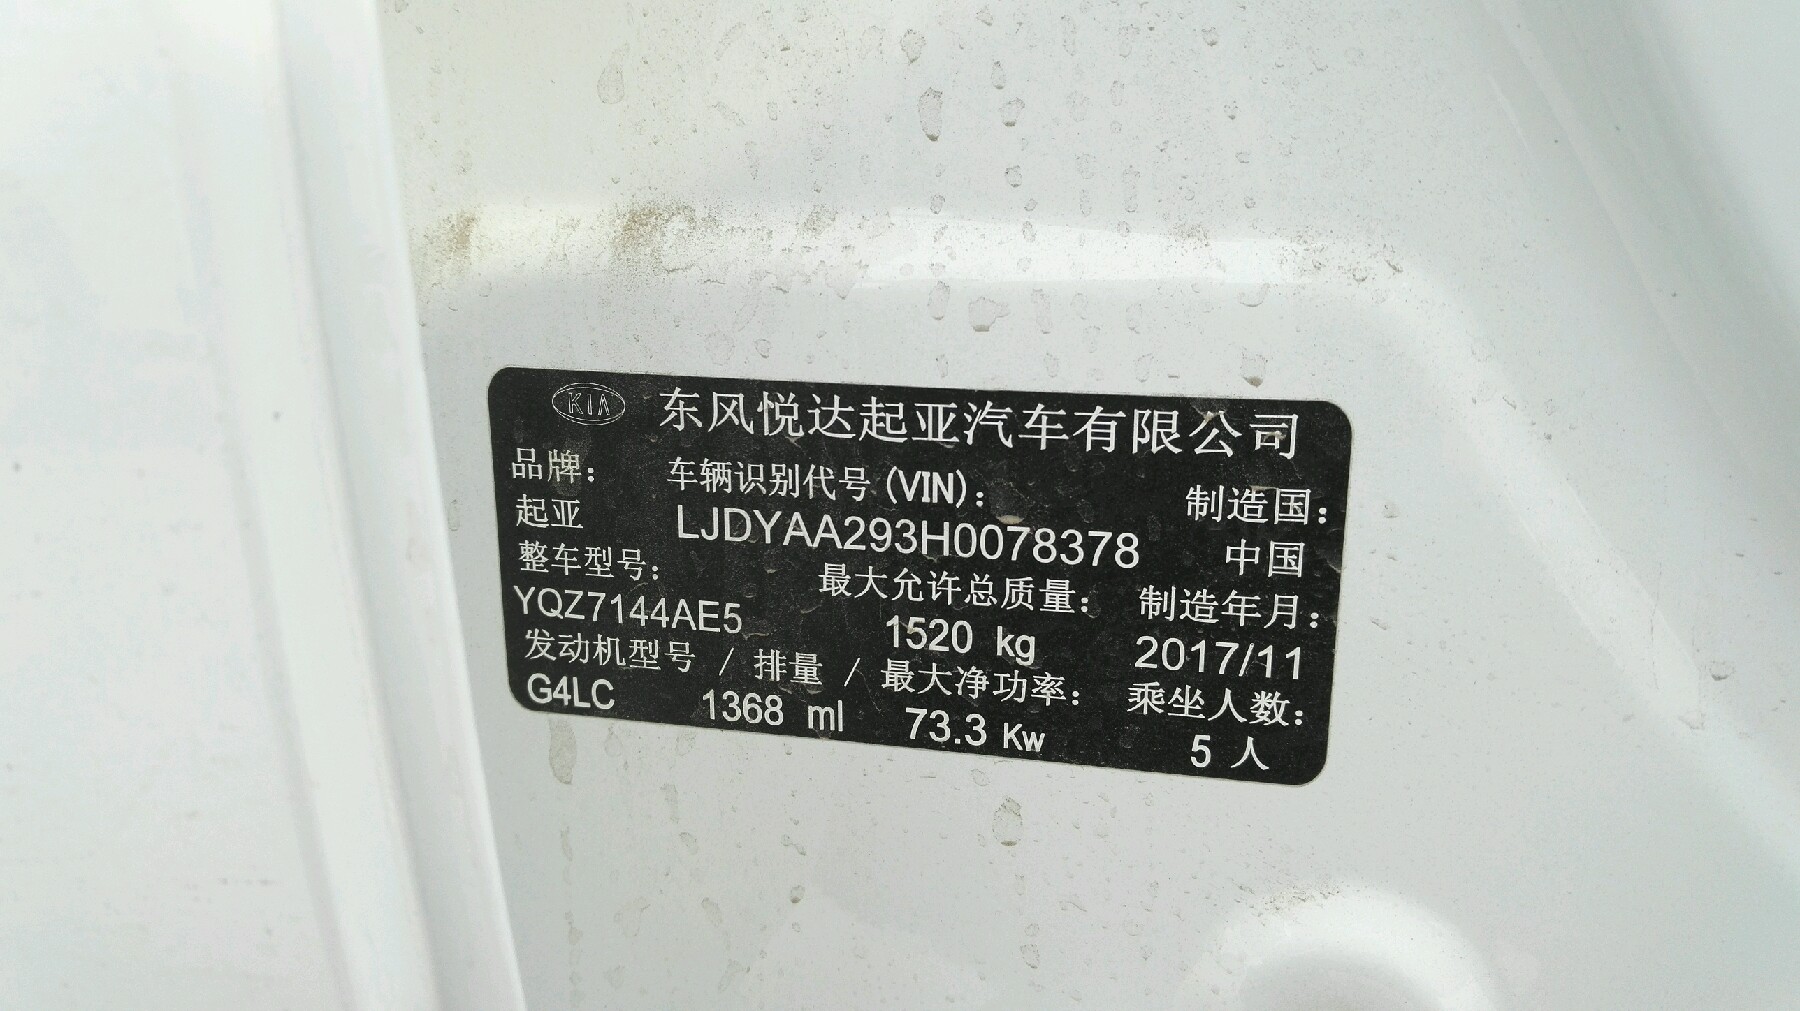 KIA 东风悦达起亚汽车有限公司
品牌： 车辆识别代号(VIN)： 制造国：
起亚 LJDYAA293H0078378 中国
整车型号： 最大允许总质量： 制造年月：
YQZ7144AE5 1520 kg 2017/11
发动机型号 / 排量 / 最大净功率： 乘坐人数：
G4LC 1368 ml 73.3 Kw 5 人